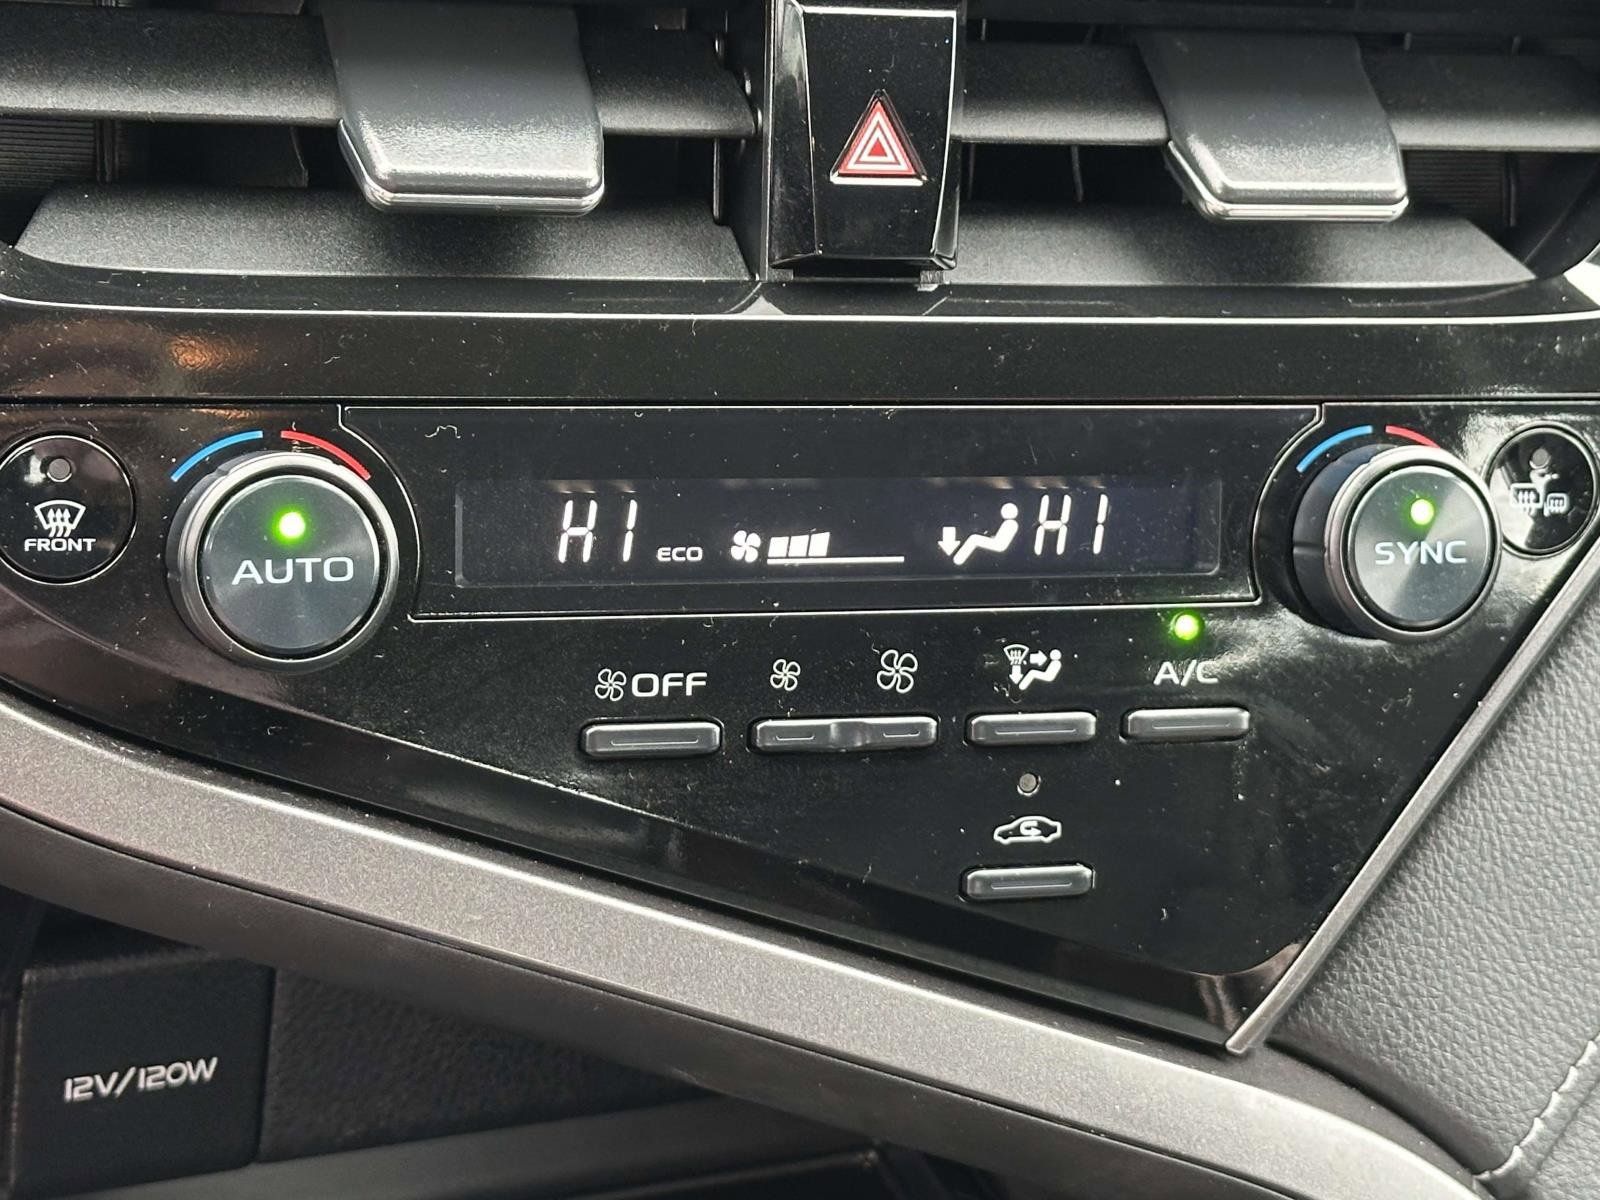 FRONT
AUTO
HI ECO HI
SYNC
OFF
A/C
12V/120W